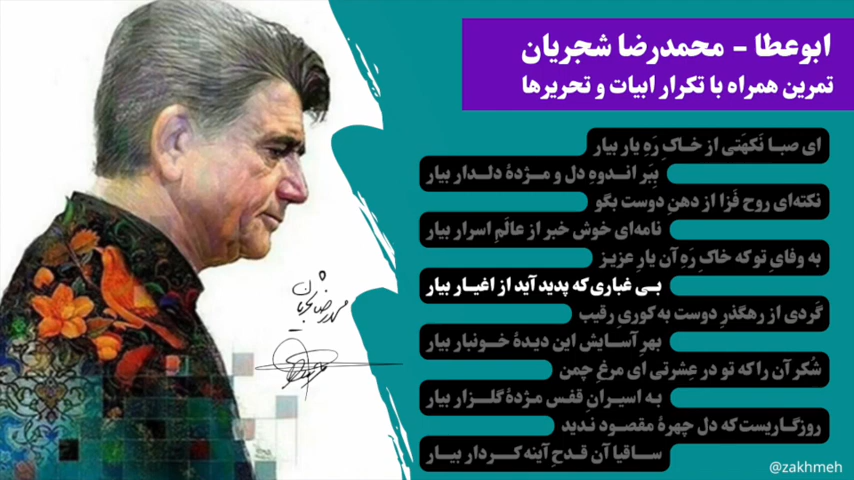 ابوعطا - محمدرضا شجریان
تمرین همراه با تکرار ابیات و تحریرها
ای صبا نَکهَتی از خاکِ رَهِ یار بیار
بِبَر اندوهِ دل و مژدهٔ دلدار بیار
نکته‌ای روح فَزا از دهنِ دوست بگو
نامه‌ای خوش خبر از عالَمِ اسرار بیار
به وفایِ تو که خاکِ رَهِ آن یارِ عزیز
بی غباری که پدید آید از اغیار بیار
گَردی از رهگذرِ دوست به کوریِ رقیب
بهرِ آسایش این دیدهٔ خونبار بیار
شُکر آن را که تو در عِشرتی ای مرغِ چمن
به اسیرانِ قفس مژدهٔ گلزار بیار
روزگاریست که دل چهرهٔ مقصود ندید
ساقیا آن قدحِ آینه کردار بیار
محمدرضا شجریان
@zakhmeh